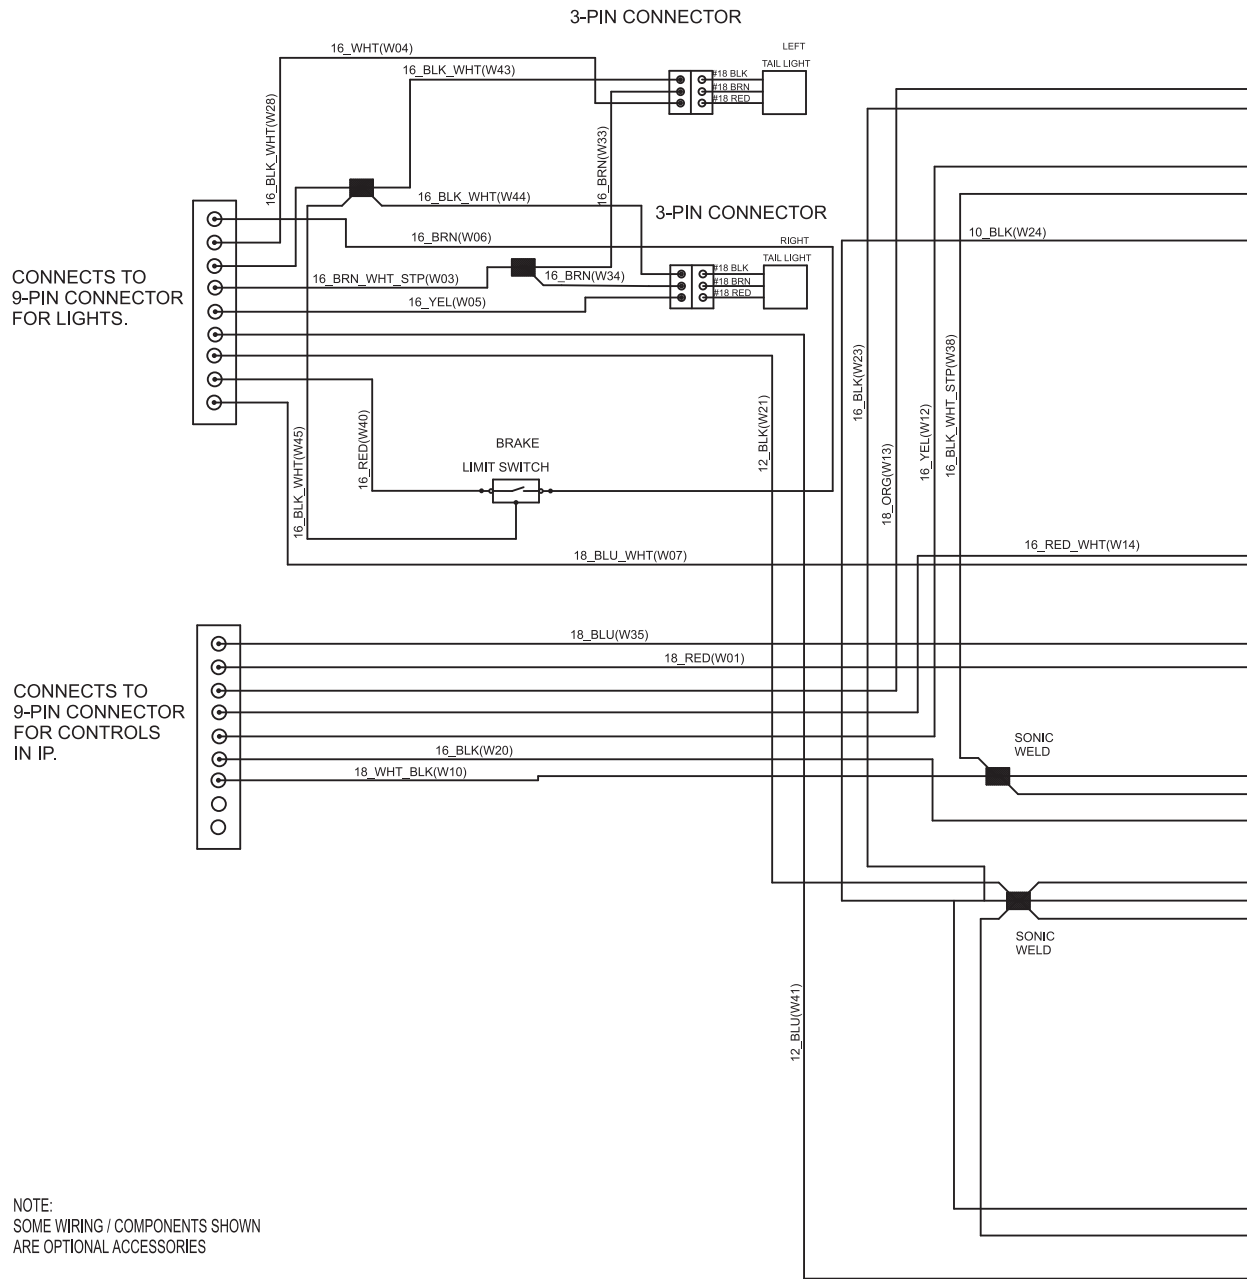 3-PIN CONNECTOR
16_WHT(W04)
LEFT
TAIL LIGHT
16_BLK_WHT(W43)
#18 BLK
#18 BRN
#18 RED
16_BLK_WHT(W28)
16_BRN(W33)
16_BLK_WHT(W44)
3-PIN CONNECTOR
16_BRN(W06)
RIGHT
TAIL LIGHT
10_BLK(W24)
CONNECTS TO
9-PIN CONNECTOR
FOR LIGHTS.
16_BRN_WHT_STP(W03)
16_BRN(W34)
#18 BLK
#18 BRN
#18 RED
16_YEL(W05)
16_BLK(W23)
16_BLK_WHT_STP(W38)
12_BLK(W21)
16_YEL(W12)
18_ORG(W13)
16_RED(W40)
16_BLK_WHT(W45)
BRAKE
LIMIT SWITCH
16_RED_WHT(W14)
18_BLU_WHT(W07)
18_BLU(W35)
18_RED(W01)
CONNECTS TO
9-PIN CONNECTOR
FOR CONTROLS
IN IP.
16_BLK(W20)
18_WHT_BLK(W10)
SONIC
WELD
SONIC
WELD
12_BLU(W41)
NOTE:
SOME WIRING / COMPONENTS SHOWN
ARE OPTIONAL ACCESSORIES